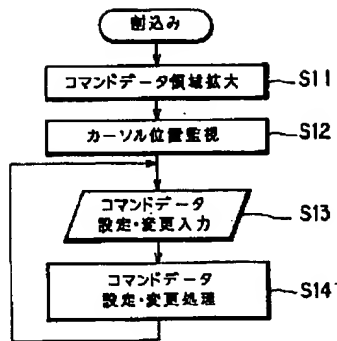 割込み
コマンドデータ領域拡大
S11
カーソル位置監視
S12
コマンドデータ
設定・変更入力
S13
コマンドデータ
設定・変更処理
S14